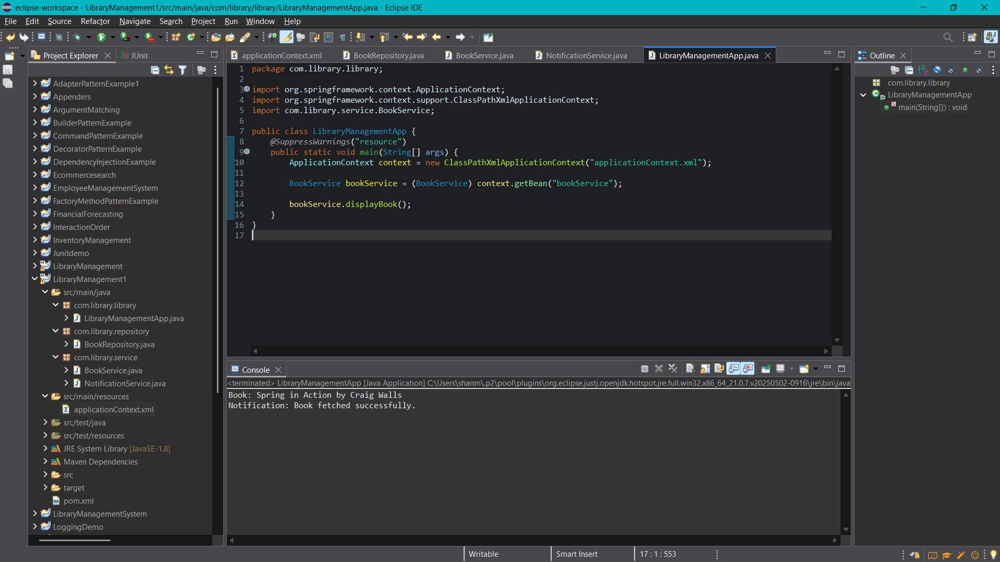 eclipse-workspace - LibraryManagement1/src/main/java/com/library/library/LibraryManagementApp.java - Eclipse IDE
File Edit Source Refactor Navigate Search Project Run Window Help
Project Explorer
JUnit
AdapterPatternExample1
Appenders
ArgumentMatching
BuilderPatternExample
CommandPatternExample
DecoratorPatternExample
DependencyInjectionExample
Ecommercesearch
EmployeeManagementSystem
FactoryMethodPatternExample
FinancialForecasting
InteractionOrder
InventoryManagement
Junitdemo
LibraryManagement
LibraryManagement1
src/main/java
com.library.library
LibraryManagementApp.java
com.library.repository
BookRepository.java
com.library.service
BookService.java
NotificationService.java
src/main/resources
applicationContext.xml
src/test/java
src/test/resources
JRE System Library [JavaSE-1.8]
Maven Dependencies
src
target
pom.xml
LibraryManagementSystem
LoggingDemo
applicationContext.xml BookRepository.java BookService.java NotificationService.java LibraryManagementApp.java
1 package com.library.library;
2
3 import org.springframework.context.ApplicationContext;
4 import org.springframework.context.support.ClassPathXmlApplicationContext;
5 import com.library.service.BookService;
6
7 public class LibraryManagementApp {
8 @SuppressWarnings("resource")
9 public static void main(String[] args) {
10 ApplicationContext context = new ClassPathXmlApplicationContext("applicationContext.xml");
11
12 BookService bookService = (BookService) context.getBean("bookService");
13
14 bookService.displayBook();
15 }
16 }
17
Console
<terminated> LibraryManagementApp [Java Application] C:\Users\shanm\.p2\pool\plugins\org.eclipse.justj.openjdk.hotspot.jre.full.win32.x86_64_21.0.7.v20250502-0916\jre\bin\java
Book: Spring in Action by Craig Walls
Notification: Book fetched successfully.
Outline
com.library.library
LibraryManagementApp
main(String[]) : void
Writable
Smart Insert
17 : 1 : 553